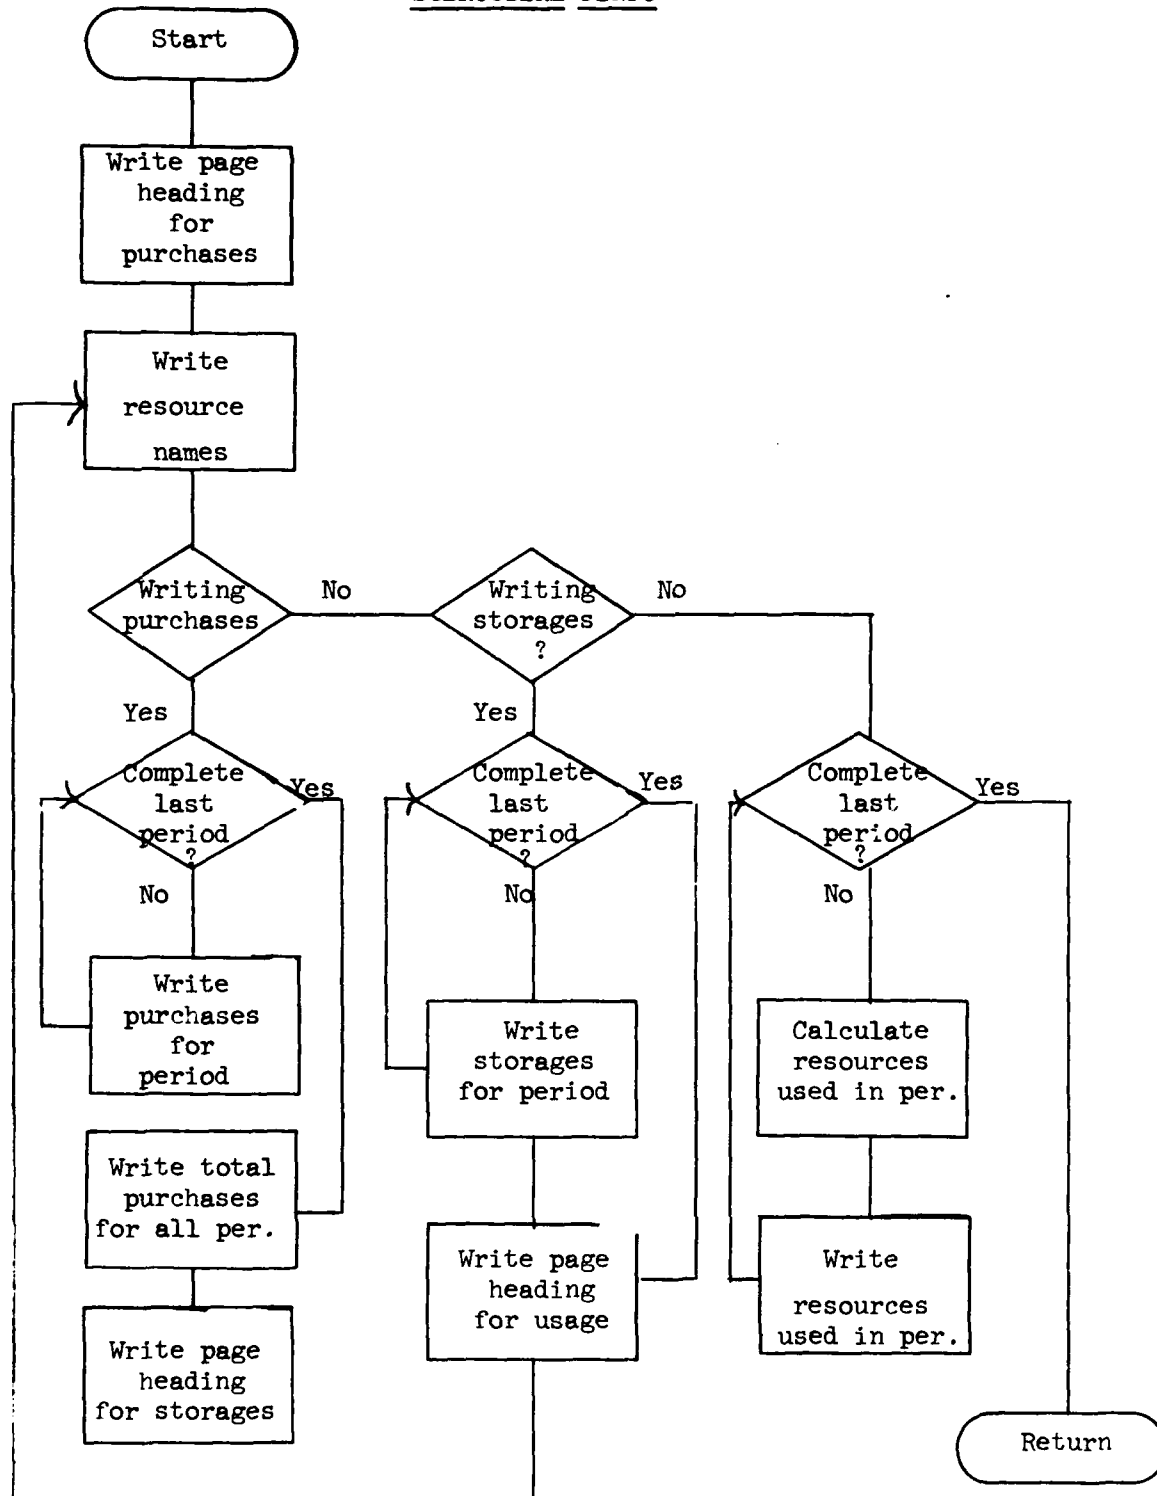 Start
Write page
heading
for
purchases
Write
resource
names
Writing
purchases
No
Writing
storages
?
No
Yes
Yes
Complete
last
period
?
Yes
Complete
last
period
?
Yes
Complete
last
period
?
Yes
No
No
No
Write
purchases
for
period
Write
storages
for period
Calculate
resources
used in per.
Write total
purchases
for all per.
Write page
heading
for usage
Write
resources
used in per.
Write page
heading
for storages
Return